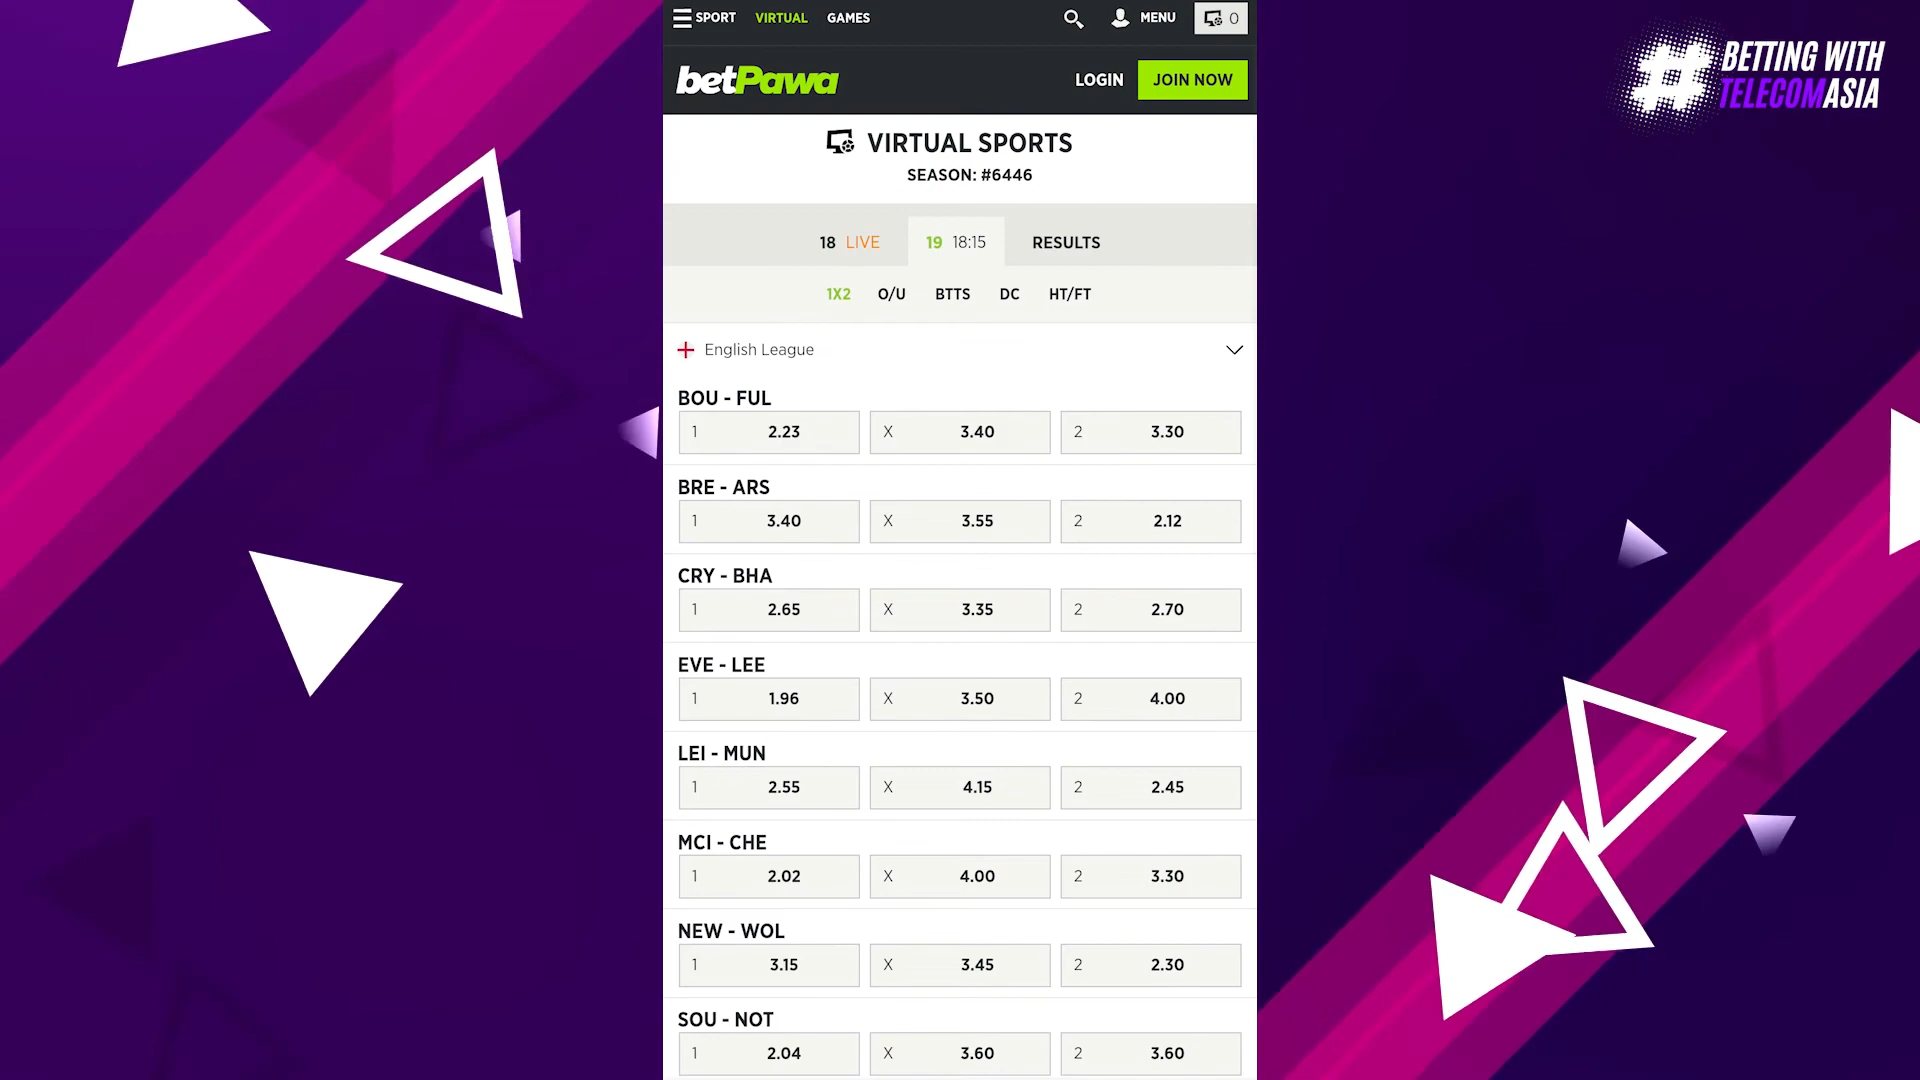 SPORT VIRTUAL GAMES MENU 0
betPawa LOGIN JOIN NOW
# BETTING WITH
TELECOMASIA
VIRTUAL SPORTS
SEASON: #6446
18 LIVE 19 18:15 RESULTS
1X2 O/U BTTS DC HT/FT
English League
BOU - FUL
1 2.23 X 3.40 2 3.30
BRE - ARS
1 3.40 X 3.55 2 2.12
CRY - BHA
1 2.65 X 3.35 2 2.70
EVE - LEE
1 1.96 X 3.50 2 4.00
LEI - MUN
1 2.55 X 4.15 2 2.45
MCI - CHE
1 2.02 X 4.00 2 3.30
NEW - WOL
1 3.15 X 3.45 2 2.30
SOU - NOT
1 2.04 X 3.60 2 3.60